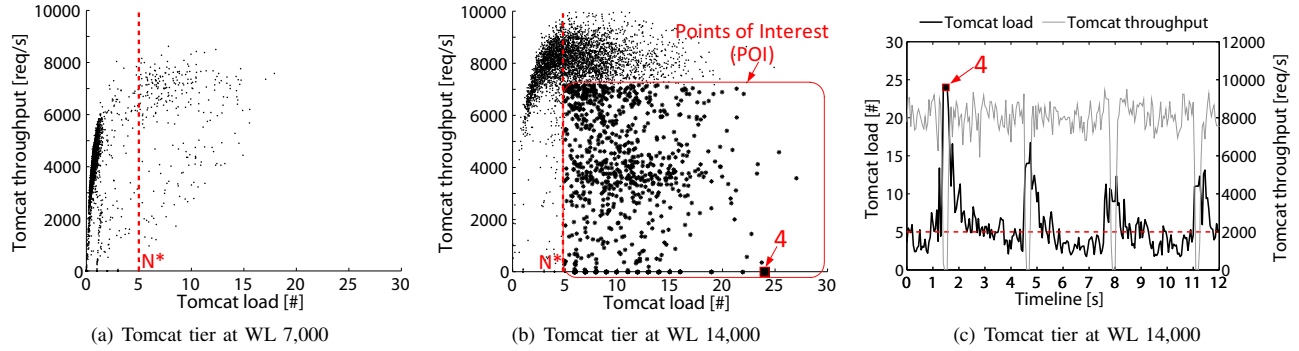 Tomcat throughput [req/s]
10000
8000
6000
4000
2000
0
N*
0 5 10 15 20 25 30
Tomcat load [#]
(a) Tomcat tier at WL 7,000
Tomcat throughput [req/s]
10000
8000
6000
4000
2000
0
Points of Interest
(POI)
4
N*
0 5 10 15 20 25 30
Tomcat load [#]
(b) Tomcat tier at WL 14,000
Tomcat load Tomcat throughput
Tomcat load [#]
30
25
20
15
10
5
0
4
12000
10000
8000
6000
4000
2000
0
Tomcat throughput [req/s]
0 1 2 3 4 5 6 7 8 9 10 11 12
Timeline [s]
(c) Tomcat tier at WL 14,000